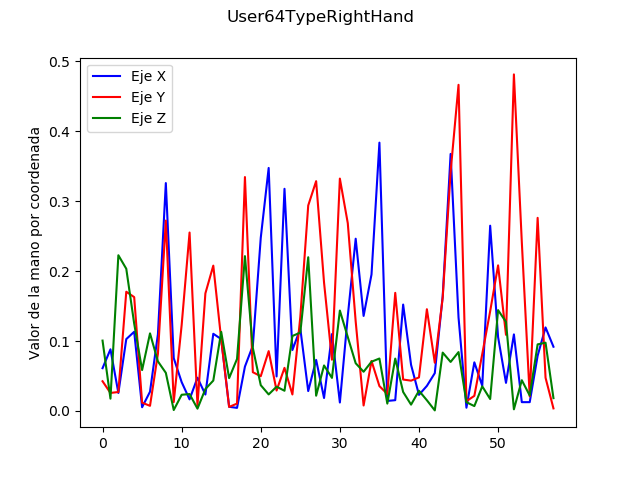 User64TypeRightHand
Valor de la mano por coordenada
0.5
0.4
0.3
0.2
0.1
0.0
Eje X
Eje Y
Eje Z
0 10 20 30 40 50